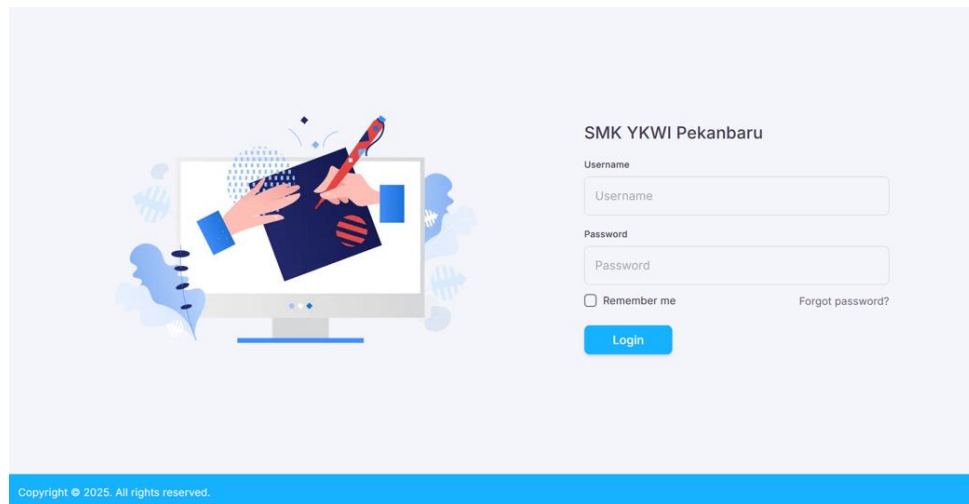 SMK YKWI Pekanbaru
Username
Username
Password
Password
Remember me Forgot password?
Login
Copyright © 2025. All rights reserved.